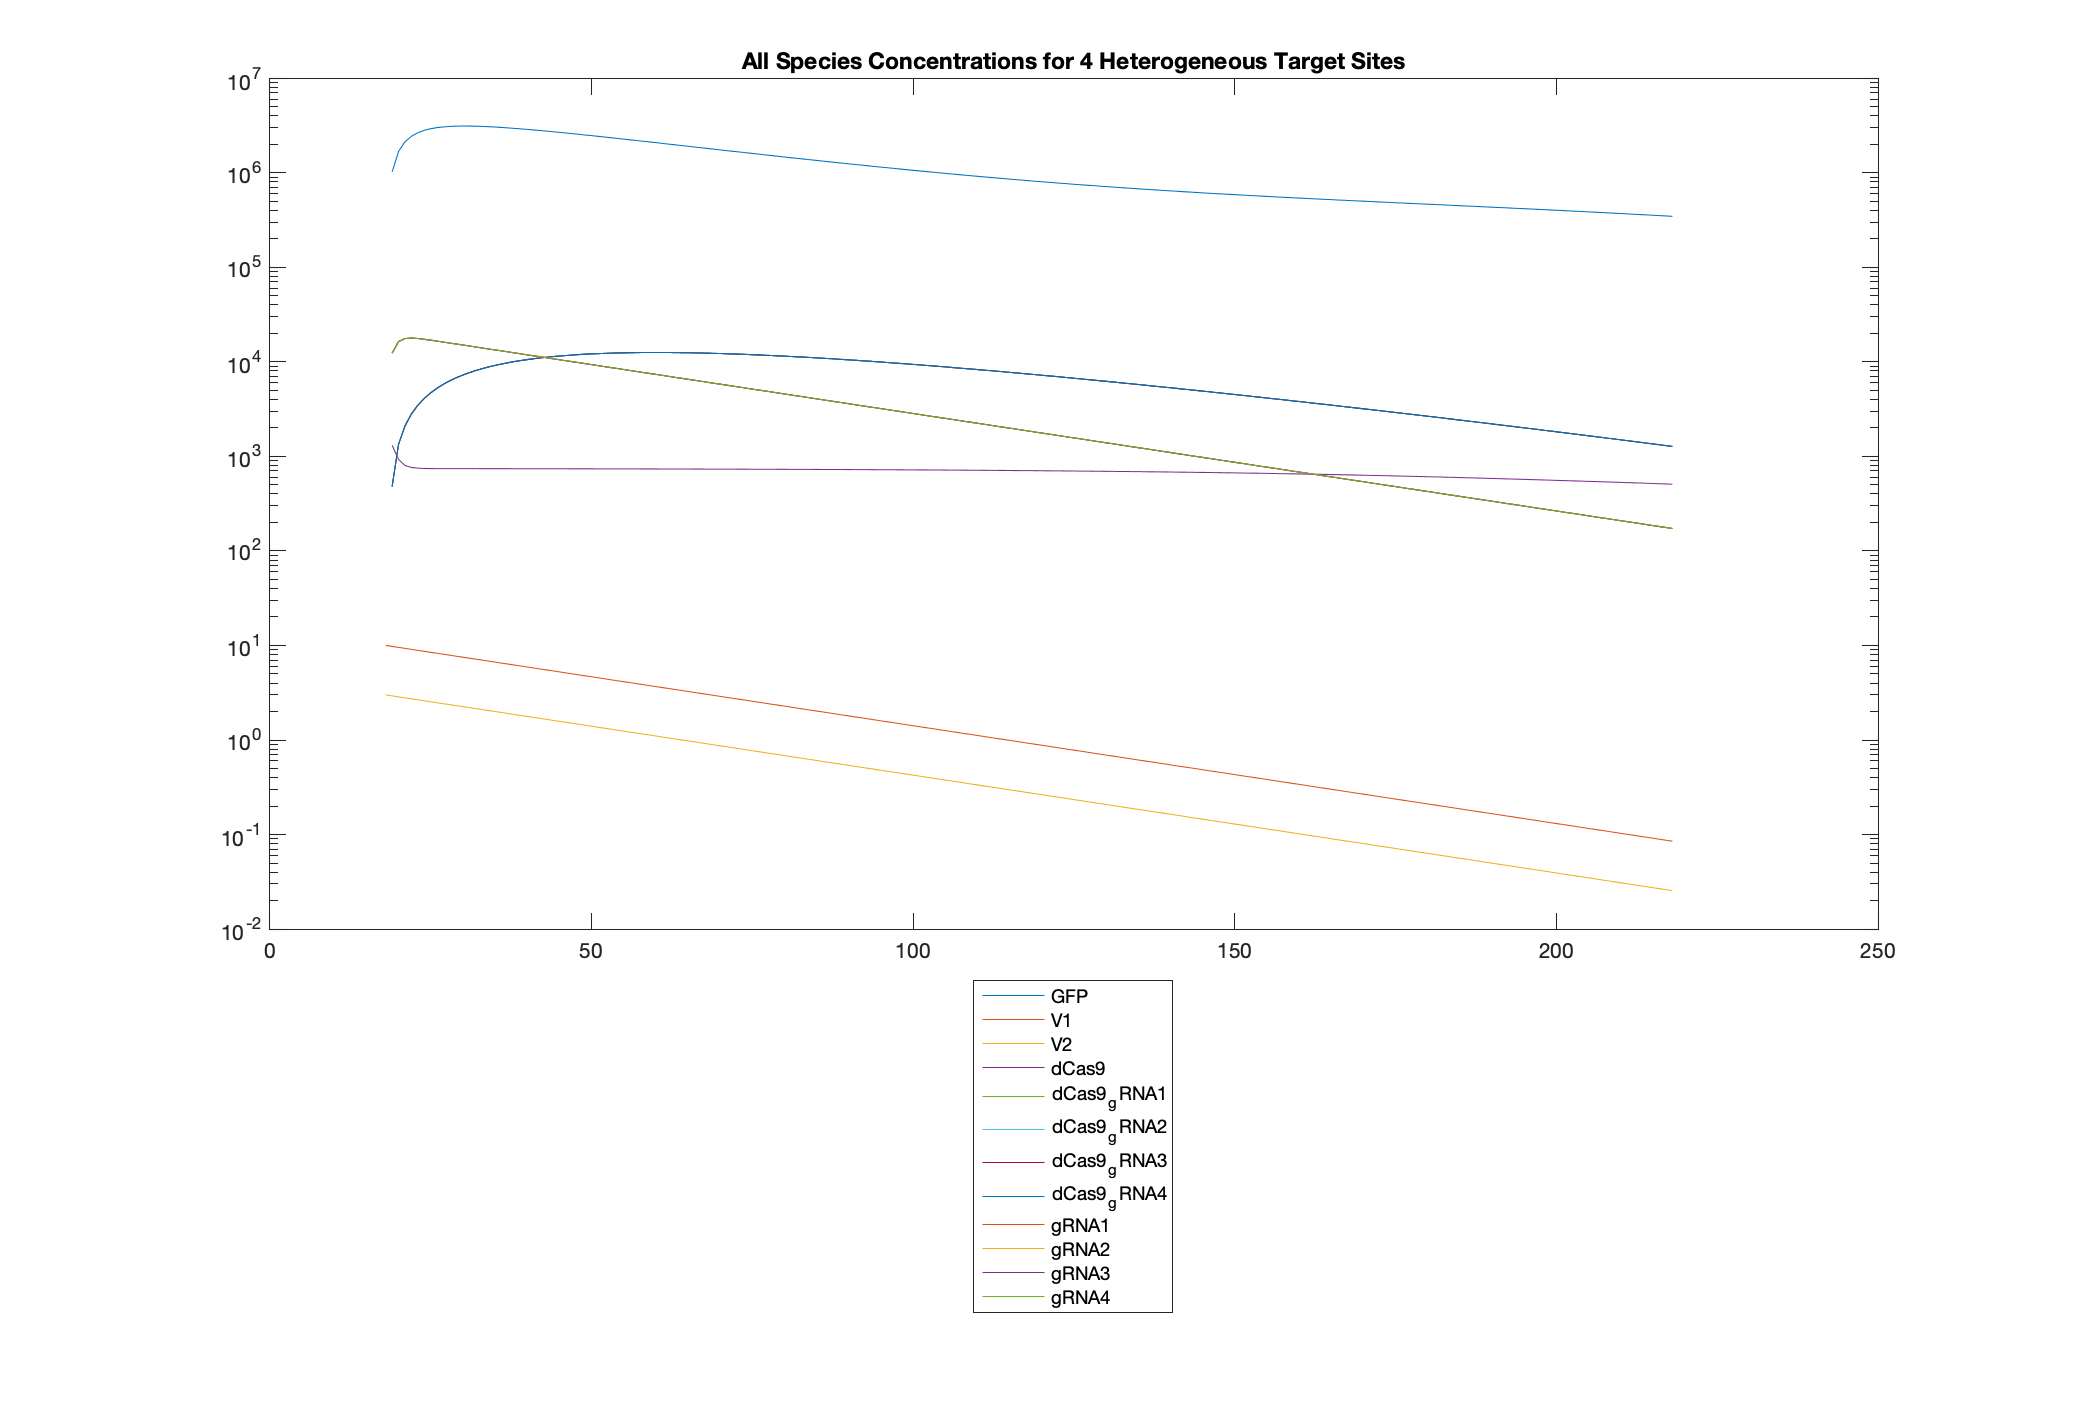 All Species Concentrations for 4 Heterogeneous Target Sites
10^7
10^6
10^5
10^4
10^3
10^2
10^1
10^0
10^-1
10^-2
0 50 100 150 200 250
GFP
V1
V2
dCas9
dCas9_gRNA1
dCas9_gRNA2
dCas9_gRNA3
dCas9_gRNA4
gRNA1
gRNA2
gRNA3
gRNA4